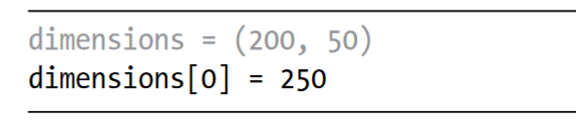 dimensions = (200, 50)
dimensions[0] = 250